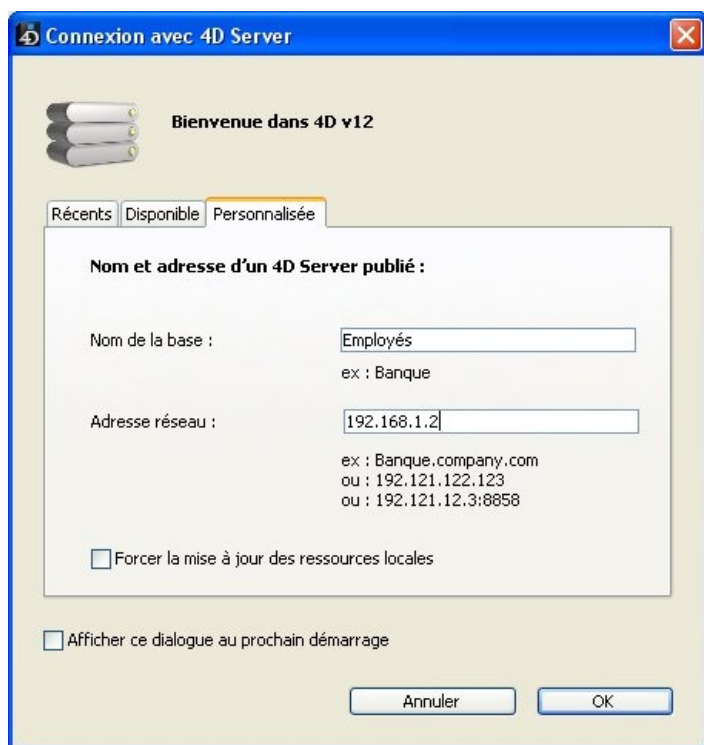 Connexion avec 4D Server
Bienvenue dans 4D v12
Récents Disponible Personnalisée
Nom et adresse d'un 4D Server publié :
Nom de la base : Employés
ex : Banque
Adresse réseau : 192.168.1.2
ex : Banque.company.com
ou : 192.121.122.123
ou : 192.121.12.3:8858
Forcer la mise à jour des ressources locales
Afficher ce dialogue au prochain démarrage
Annuler OK